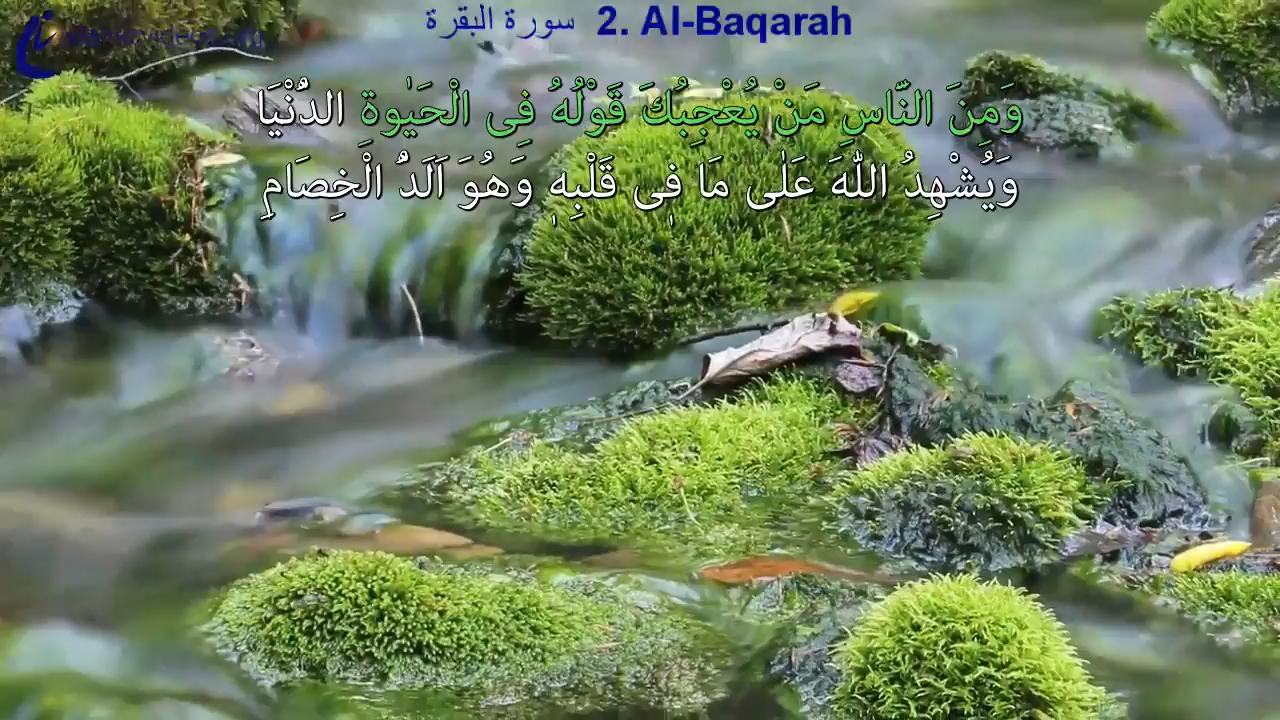 سورة البقرة 2. Al-Baqarah
وَمِنَ النَّاسِ مَنْ يُعْجِبُكَ قَوْلُهُ فِى الْحَيٰوةِ الدُّنْيَا
وَيُشْهِدُ اللّٰهَ عَلٰى مَا فِى قَلْبِهٖ وَهُوَ اَلَدُّ الْخِصَامِ